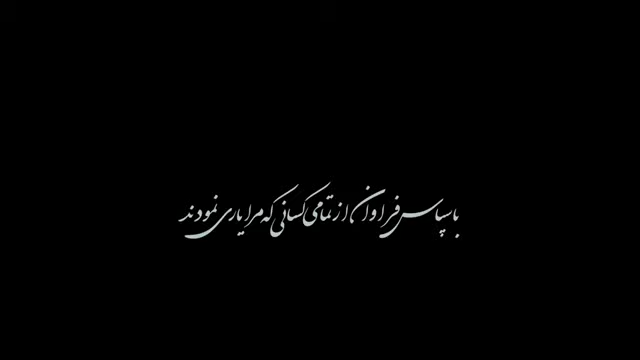 با سپاس فراوان از تمامی کسانی که مرا یاری نمودند